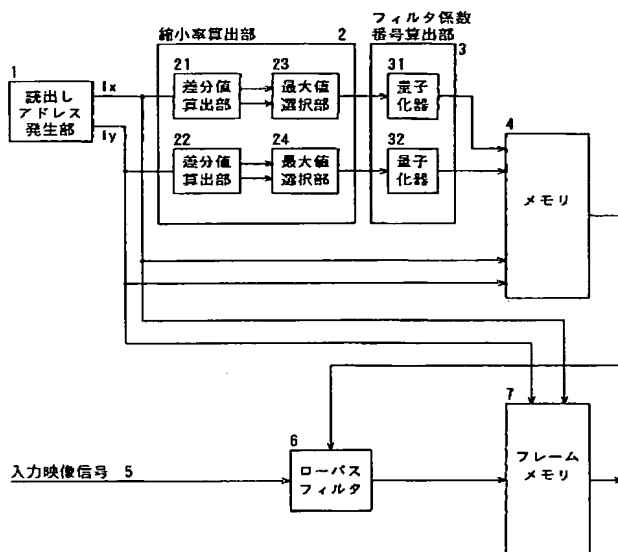 1
読出し
アドレス
発生部
Ix
Iy
縮小率算出部 2
21
差分値
算出部
23
最大値
選択部
22
差分値
算出部
24
最大値
選択部
フィルタ係数
番号算出部
3
31
量子
化器
32
量子
化器
4
メモリ
入力映像信号 5
6
ローパス
フィルタ
7
フレーム
メモリ